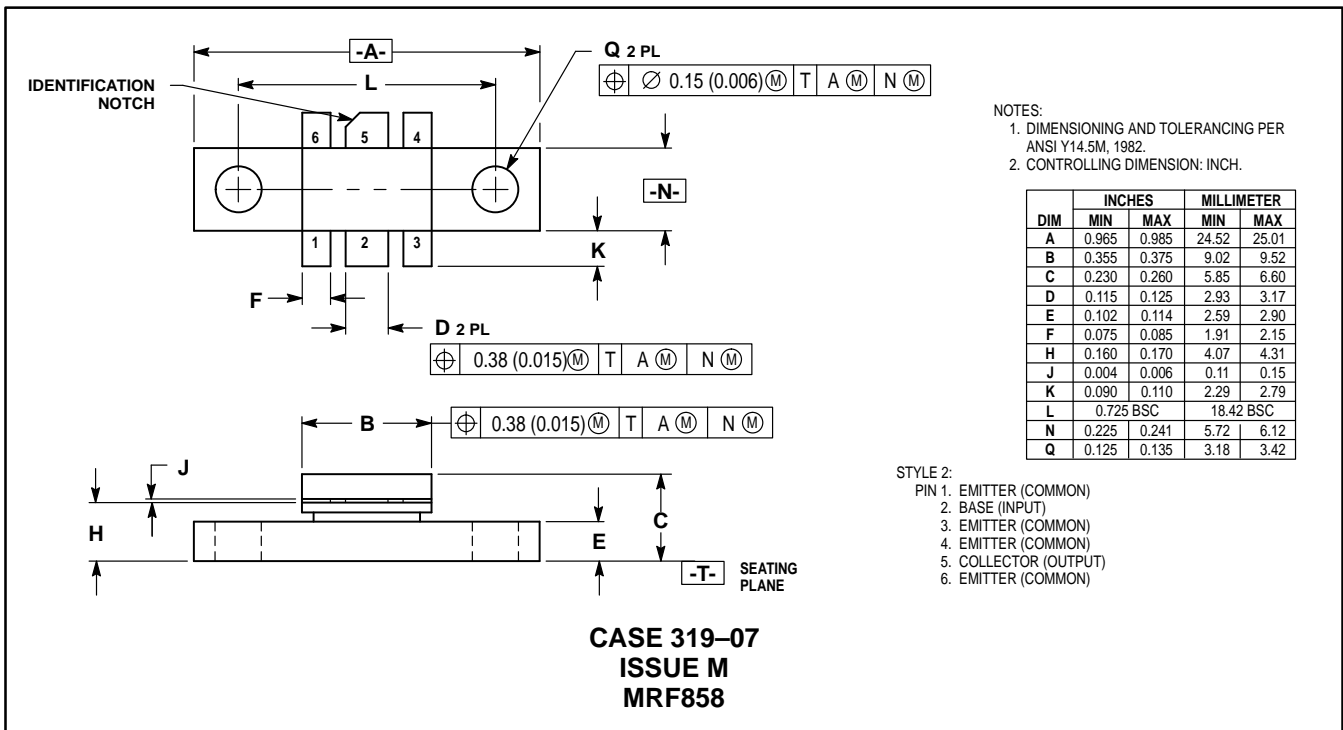 -A-
Q 2 PL
⌖ ∅ 0.15 (0.006) Ⓜ T A Ⓜ N Ⓜ
IDENTIFICATION
NOTCH
L
6 5 4
-N-
1 2 3
K
F
D 2 PL
⌖ 0.38 (0.015) Ⓜ T A Ⓜ N Ⓜ
B
⌖ 0.38 (0.015) Ⓜ T A Ⓜ N Ⓜ
J
H
C
E
-T- SEATING
PLANE
NOTES:
1. DIMENSIONING AND TOLERANCING PER
ANSI Y14.5M, 1982.
2. CONTROLLING DIMENSION: INCH.
INCHES MILLIMETER
DIM MIN MAX MIN MAX
A 0.965 0.985 24.52 25.01
B 0.355 0.375 9.02 9.52
C 0.230 0.260 5.85 6.60
D 0.115 0.125 2.93 3.17
E 0.102 0.114 2.59 2.90
F 0.075 0.085 1.91 2.15
H 0.160 0.170 4.07 4.31
J 0.004 0.006 0.11 0.15
K 0.090 0.110 2.29 2.79
L 0.725 BSC 18.42 BSC
N 0.225 0.241 5.72 6.12
Q 0.125 0.135 3.18 3.42
STYLE 2:
PIN 1. EMITTER (COMMON)
2. BASE (INPUT)
3. EMITTER (COMMON)
4. EMITTER (COMMON)
5. COLLECTOR (OUTPUT)
6. EMITTER (COMMON)
CASE 319–07
ISSUE M
MRF858